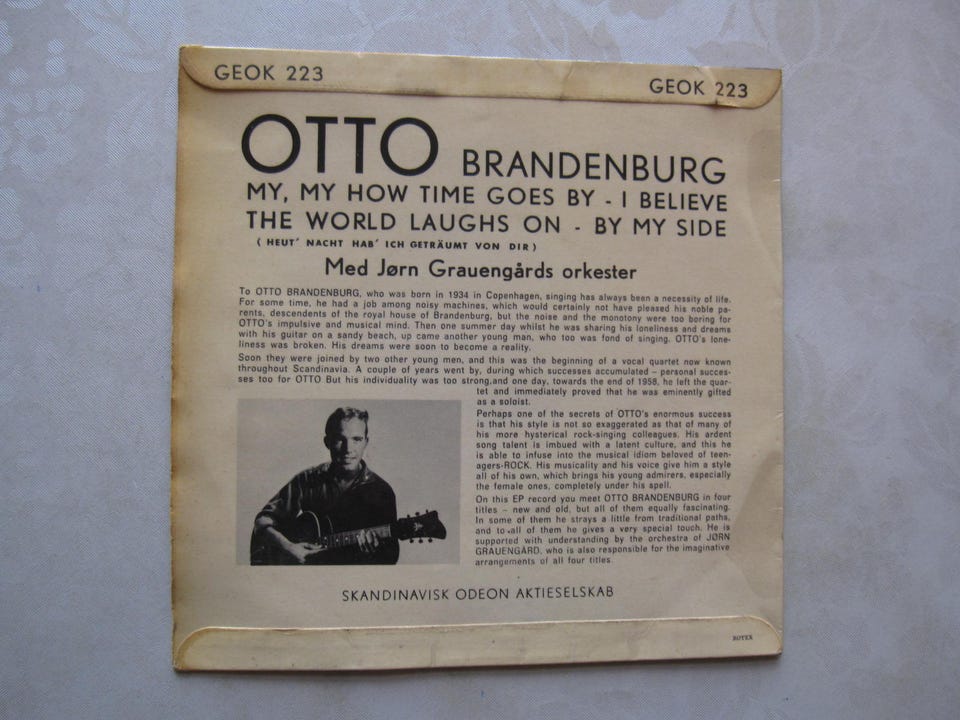 GEOK 223
GEOK 223
OTTO BRANDENBURG
MY, MY HOW TIME GOES BY - I BELIEVE
THE WORLD LAUGHS ON - BY MY SIDE
( HEUT' NACHT HAB' ICH GETRÄUMT VON DIR )
Med Jørn Grauengårds orkester
To OTTO BRANDENBURG, who was born in 1934 in Copenhagen, singing has always been a necessity of life.
For some time, he had a job among noisy machines, which would certainly not have pleased his noble pa-
rents, descendents of the royal house of Brandenburg, but the noise and the monotony were too boring for
OTTO's impulsive and musical mind. Then one summer day whilst he was sharing his loneliness and dreams
with his guitar on a sandy beach, up came another young man, who too was fond of singing. OTTO's lone-
liness was broken. His dreams were soon to become a reality.
Soon they were joined by two other young men, and this was the beginning of a vocal quartet now known
throughout Scandinavia. A couple of years went by, during which successes accumulated – personal succes-
ses too for OTTO But his individuality was too strong,and one day, towards the end of 1958, he left the quar-
tet and immediately proved that he was eminently gifted
as a soloist.
Perhaps one of the secrets of OTTO's enormous success
is that his style is not so exaggerated as that of many of
his more hysterical rock-singing colleagues. His ardent
song talent is imbued with a latent culture, and this he
is able to infuse into the musical idiom beloved of teen-
agers-ROCK. His musicality and his voice give him a style
all of his own, which brings his young admirers, especially
the female ones, completely under his spell.
On this EP record you meet OTTO BRANDENBURG in four
titles – new and old, but all of them equally fascinating.
In some of them he strays a little from traditional paths,
and to all of them he gives a very special touch. He is
supported with understanding by the orchestra of JØRN
GRAUENGÅRD, who is also responsible for the imaginative
arrangements of all four titles.
SKANDINAVISK ODEON AKTIESELSKAB
ROTEX